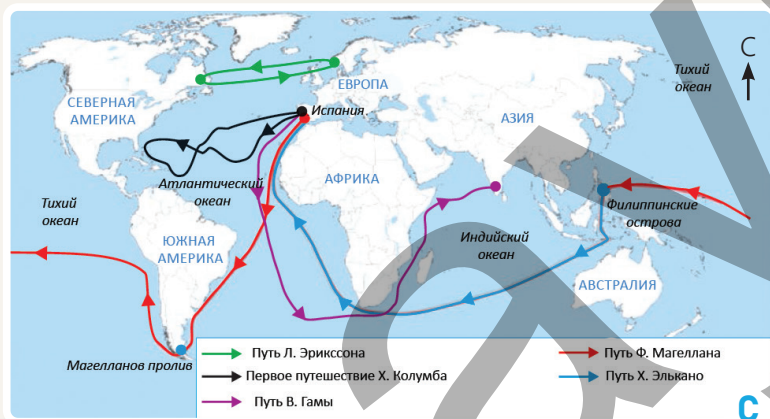 С
Тихий
океан
ЕВРОПА
СЕВЕРНАЯ
АМЕРИКА
Испания
АЗИЯ
АФРИКА
Атлантический
океан
Филиппинские
острова
Тихий
океан
ЮЖНАЯ
АМЕРИКА
Индийский
океан
АВСТРАЛИЯ
Магелланов пролив
Путь Л. Эрикссона
Путь Ф. Магеллана
Первое путешествие Х. Колумба
Путь Х. Элькано
Путь В. Гамы
С